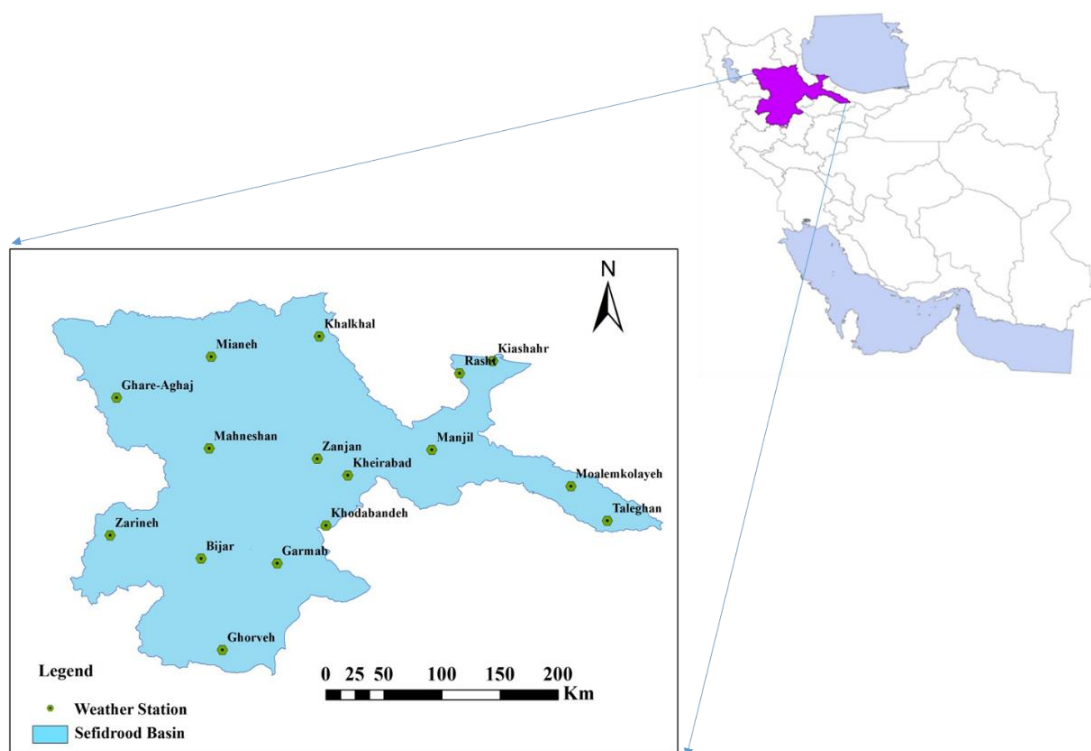 N
Khalkhal
Mianeh
Kiashahr
Rasht
Ghare-Aghaj
Mahneshan
Zanjan
Manjil
Kheirabad
Moalemkolayeh
Taleghan
Khodabandeh
Zarineh
Bijar
Garmab
Ghorveh
Legend
0 25 50 100 150 200
Km
Weather Station
Sefidrood Basin